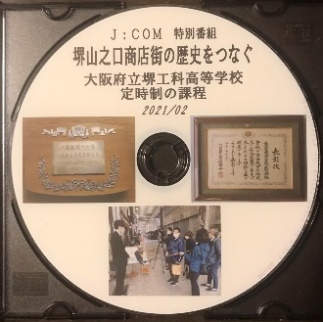 J:COM 特別番組
堺山之口商店街の歴史をつなぐ
大阪府立堺工科高等学校
定時制の課程
2021/02
表彰状